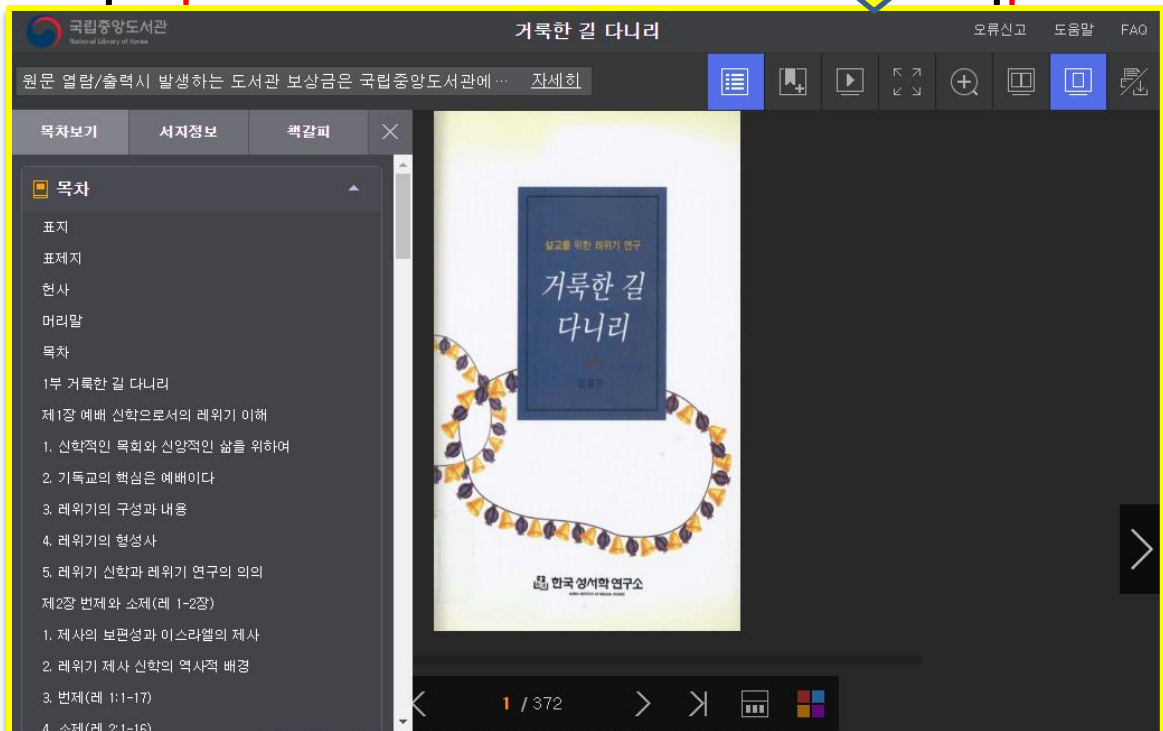 국립중앙도서관
National Library of Korea
거룩한 길 다니리
오류신고 도움말 FAQ
원문 열람/출력시 발생하는 도서관 보상금은 국립중앙도서관에 … 자세히
목차보기 서지정보 책갈피
목차
표지
표제지
헌사
머리말
목차
1부 거룩한 길 다니리
제1장 예배 신학으로서의 레위기 이해
1. 신학적인 목회와 신앙적인 삶을 위하여
2. 기독교의 핵심은 예배이다
3. 레위기의 구성과 내용
4. 레위기의 형성사
5. 레위기 신학과 레위기 연구의 의의
제2장 번제와 소제(레 1-2장)
1. 제사의 보편성과 이스라엘의 제사
2. 레위기 제사 신학의 역사적 배경
3. 번제(레 1:1-17)
4. 소제(레 2:1-16)
설교를 위한 레위기 연구
거룩한 길
다니리
한국성서학연구소
1 / 372